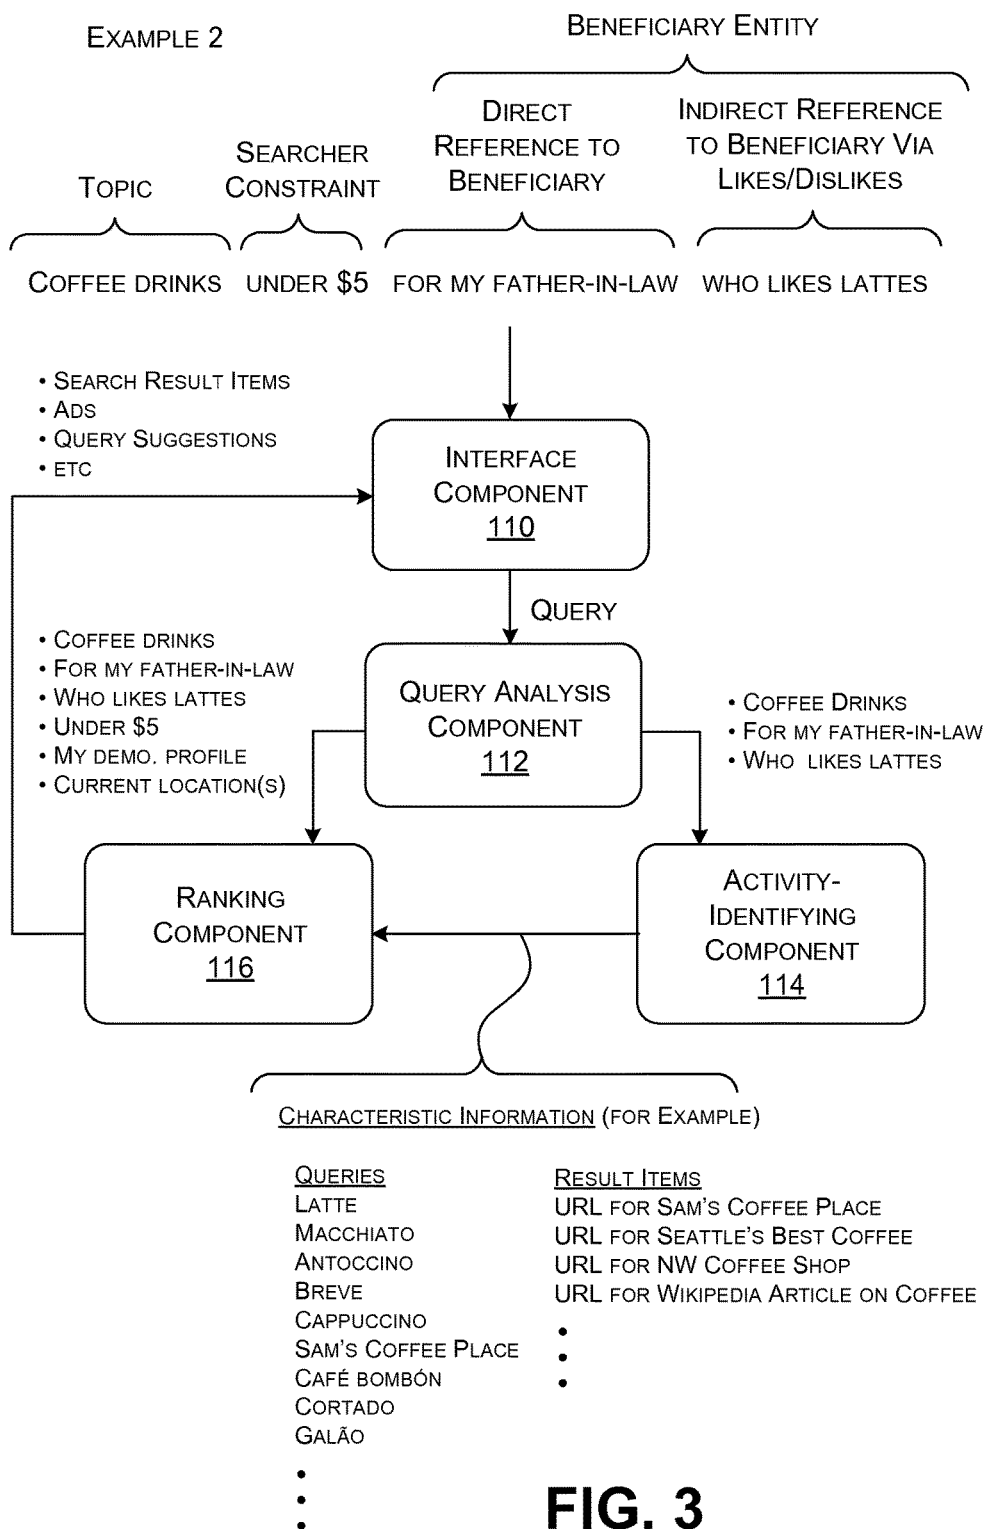 EXAMPLE 2
BENEFICIARY ENTITY
TOPIC
SEARCHER
CONSTRAINT
DIRECT
REFERENCE TO
BENEFICIARY
INDIRECT REFERENCE
TO BENEFICIARY VIA
LIKES/DISLIKES
COFFEE DRINKS UNDER $5 FOR MY FATHER-IN-LAW WHO LIKES LATTES
• SEARCH RESULT ITEMS
• ADS
• QUERY SUGGESTIONS
• ETC
INTERFACE
COMPONENT
110
QUERY
• COFFEE DRINKS
• FOR MY FATHER-IN-LAW
• WHO LIKES LATTES
• UNDER $5
• MY DEMO. PROFILE
• CURRENT LOCATION(S)
QUERY ANALYSIS
COMPONENT
112
• COFFEE DRINKS
• FOR MY FATHER-IN-LAW
• WHO LIKES LATTES
RANKING
COMPONENT
116
ACTIVITY-
IDENTIFYING
COMPONENT
114
CHARACTERISTIC INFORMATION (FOR EXAMPLE)
QUERIES
LATTE
MACCHIATO
ANTOCCINO
BREVE
CAPPUCCINO
SAM'S COFFEE PLACE
CAFÉ BOMBÓN
CORTADO
GALÃO
RESULT ITEMS
URL FOR SAM'S COFFEE PLACE
URL FOR SEATTLE'S BEST COFFEE
URL FOR NW COFFEE SHOP
URL FOR WIKIPEDIA ARTICLE ON COFFEE
FIG. 3